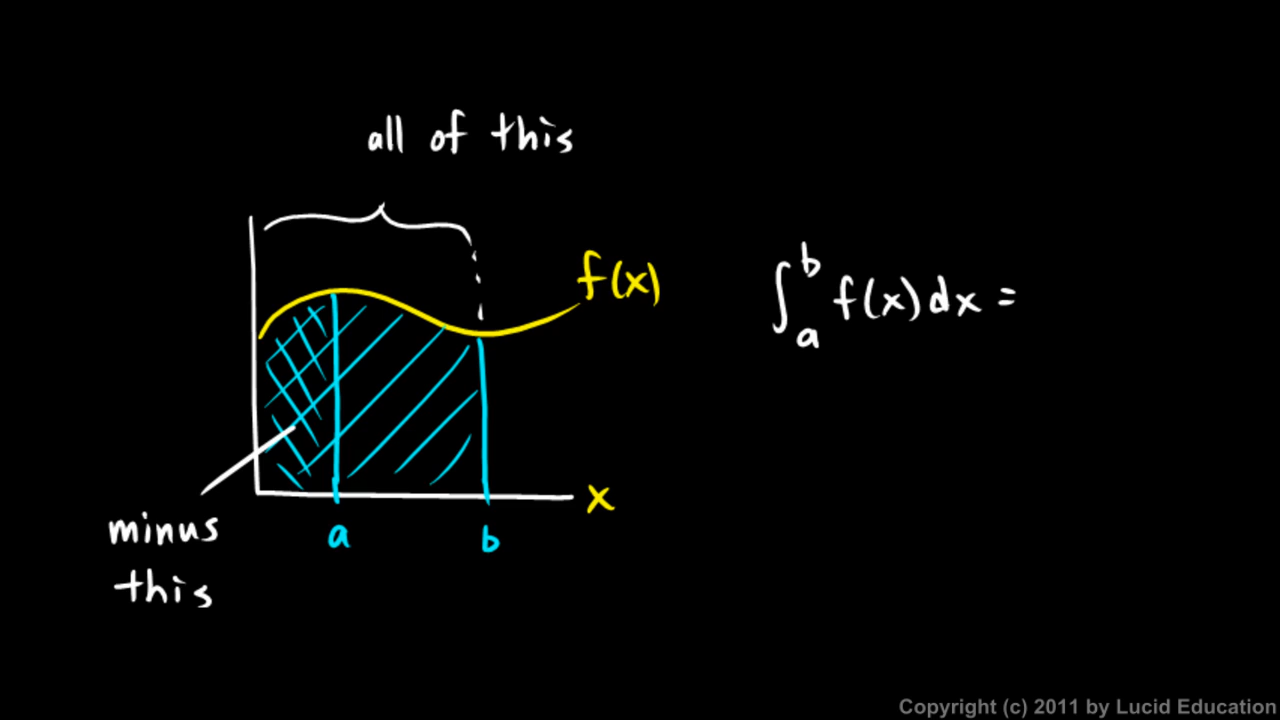 all of this
f(x)
∫ₐᵇ f(x) dx =
x
a b
minus
this
Copyright (c) 2011 by Lucid Education